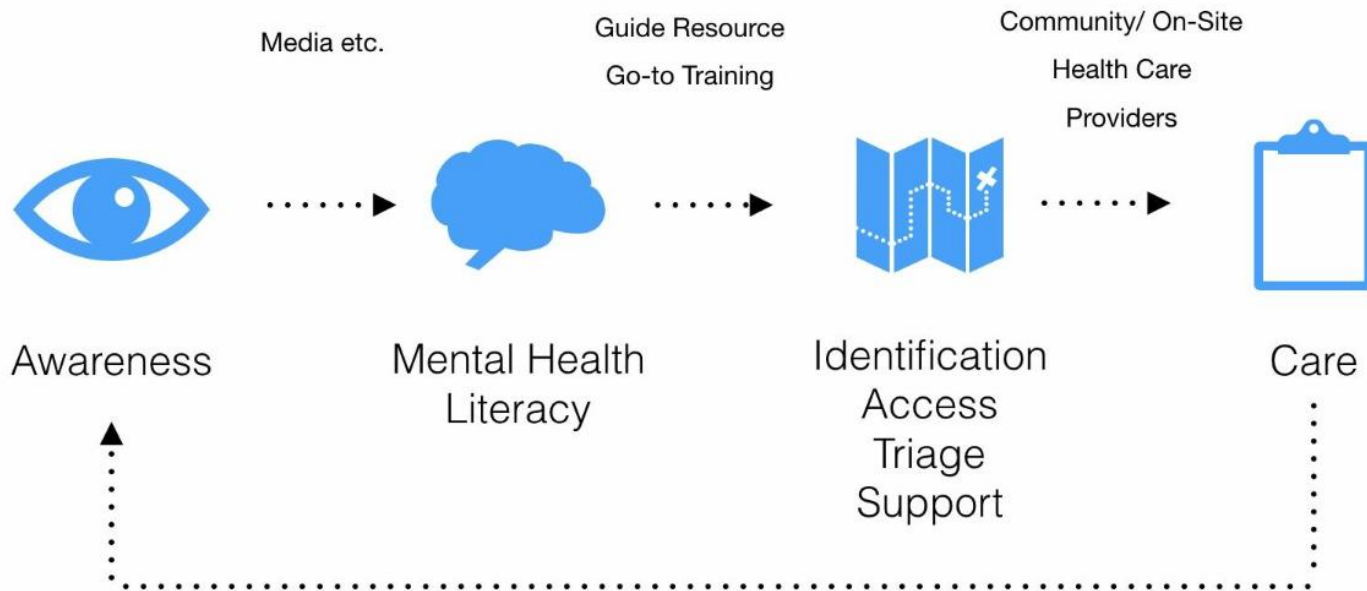 Media etc.
Guide Resource
Go-to Training
Community/ On-Site
Health Care
Providers
Awareness
Mental Health
Literacy
Identification
Access
Triage
Support
Care